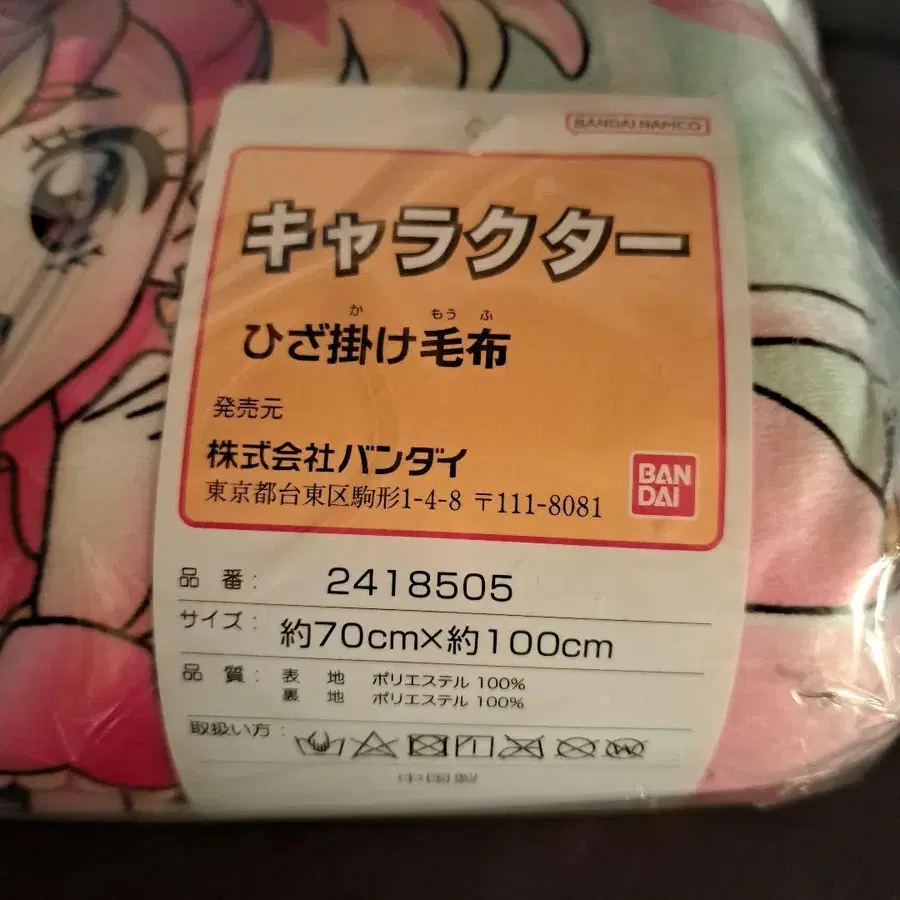 BANDAI NAMCO
キャラクター
か もう ふ
ひざ掛け毛布
発売元
株式会社バンダイ
東京都台東区駒形1-4-8 〒111-8081
BAN
DAI
品番: 2418505
サイズ: 約70cm×約100cm
品質: 表地 ポリエステル 100%
裏地 ポリエステル 100%
取扱い方:
中国製